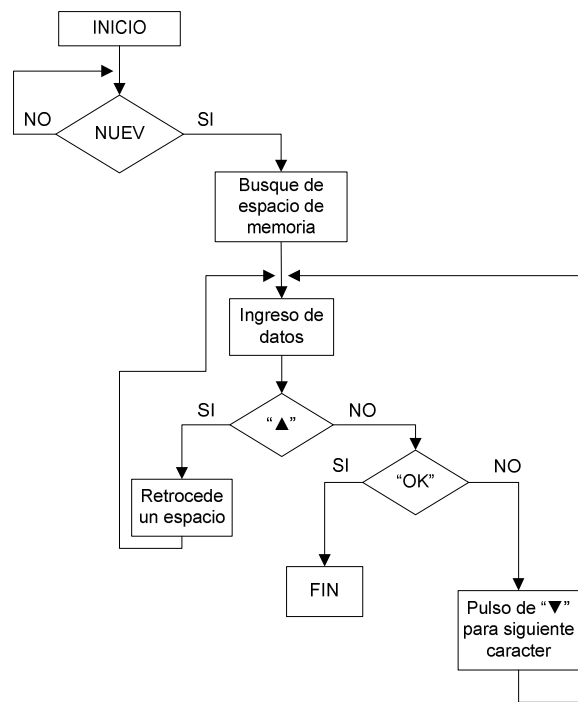 INICIO
NO
NUEV
SI
Busque de
espacio de
memoria
Ingreso de
datos
SI
“▲”
NO
SI
“OK”
NO
Retrocede
un espacio
FIN
Pulso de “▼”
para siguiente
caracter